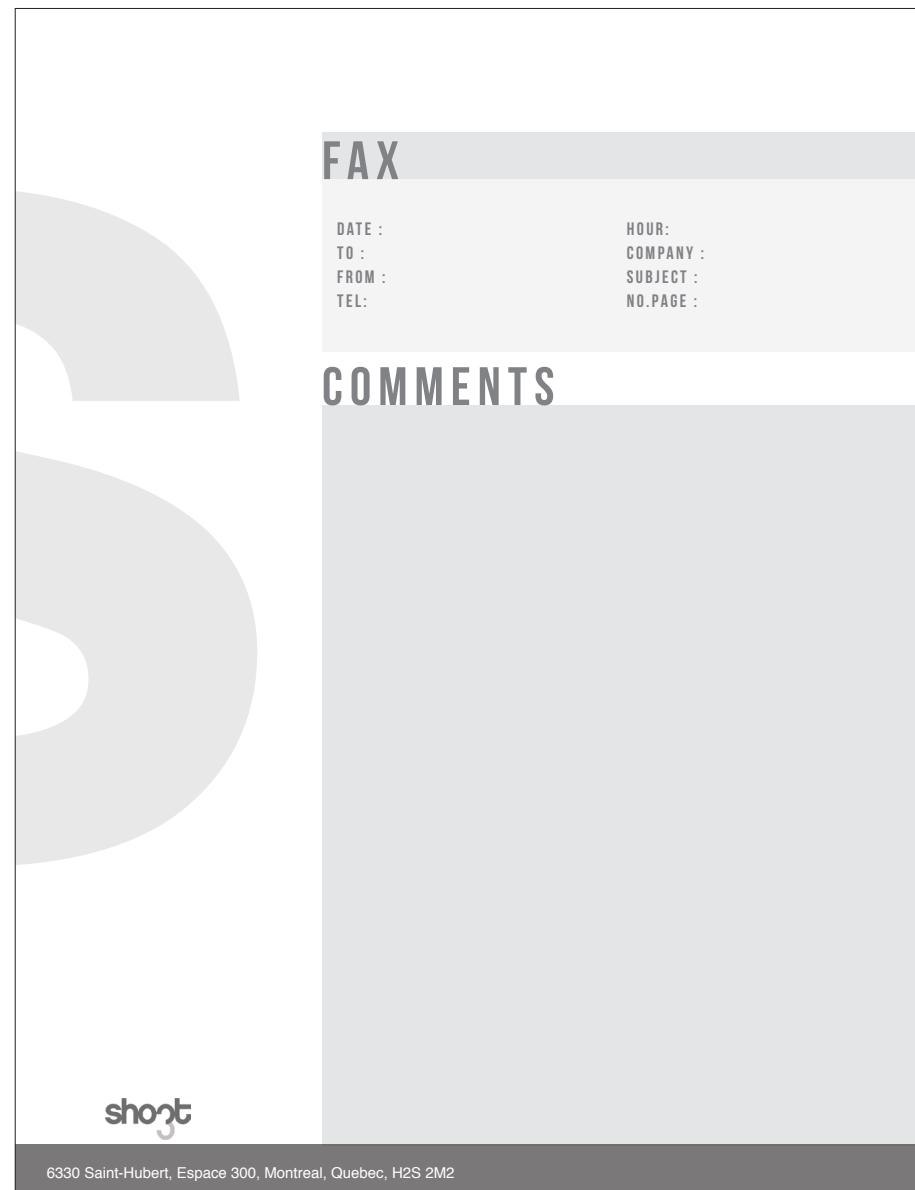 FAX
DATE :
HOUR:
TO :
COMPANY :
FROM :
SUBJECT :
TEL:
NO.PAGE :
COMMENTS
S
shoot
6330 Saint-Hubert, Espace 300, Montreal, Quebec, H2S 2M2